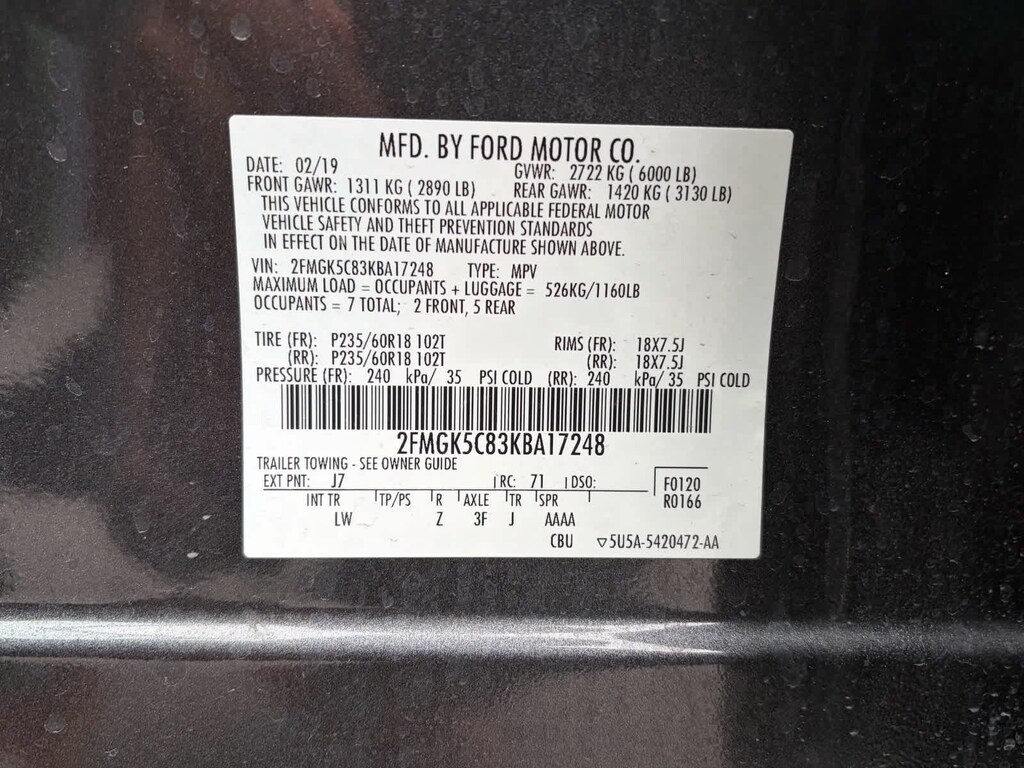 MFD. BY FORD MOTOR CO.
DATE: 02/19 GVWR: 2722 KG ( 6000 LB)
FRONT GAWR: 1311 KG ( 2890 LB) REAR GAWR: 1420 KG ( 3130 LB)
THIS VEHICLE CONFORMS TO ALL APPLICABLE FEDERAL MOTOR
VEHICLE SAFETY AND THEFT PREVENTION STANDARDS
IN EFFECT ON THE DATE OF MANUFACTURE SHOWN ABOVE.
VIN: 2FMGK5C83KBA17248 TYPE: MPV
MAXIMUM LOAD = OCCUPANTS + LUGGAGE = 526KG/1160LB
OCCUPANTS = 7 TOTAL; 2 FRONT, 5 REAR
TIRE (FR): P235/60R18 102T RIMS (FR): 18X7.5J
(RR): P235/60R18 102T (RR): 18X7.5J
PRESSURE (FR): 240 kPa/ 35 PSI COLD (RR): 240 kPa/ 35 PSI COLD
2FMGK5C83KBA17248
TRAILER TOWING - SEE OWNER GUIDE
EXT PNT: J7 RC: 71 DSO: F0120
INT TR TP/PS R AXLE TR SPR R0166
LW Z 3F J AAAA
CBU ▽5U5A-5420472-AA